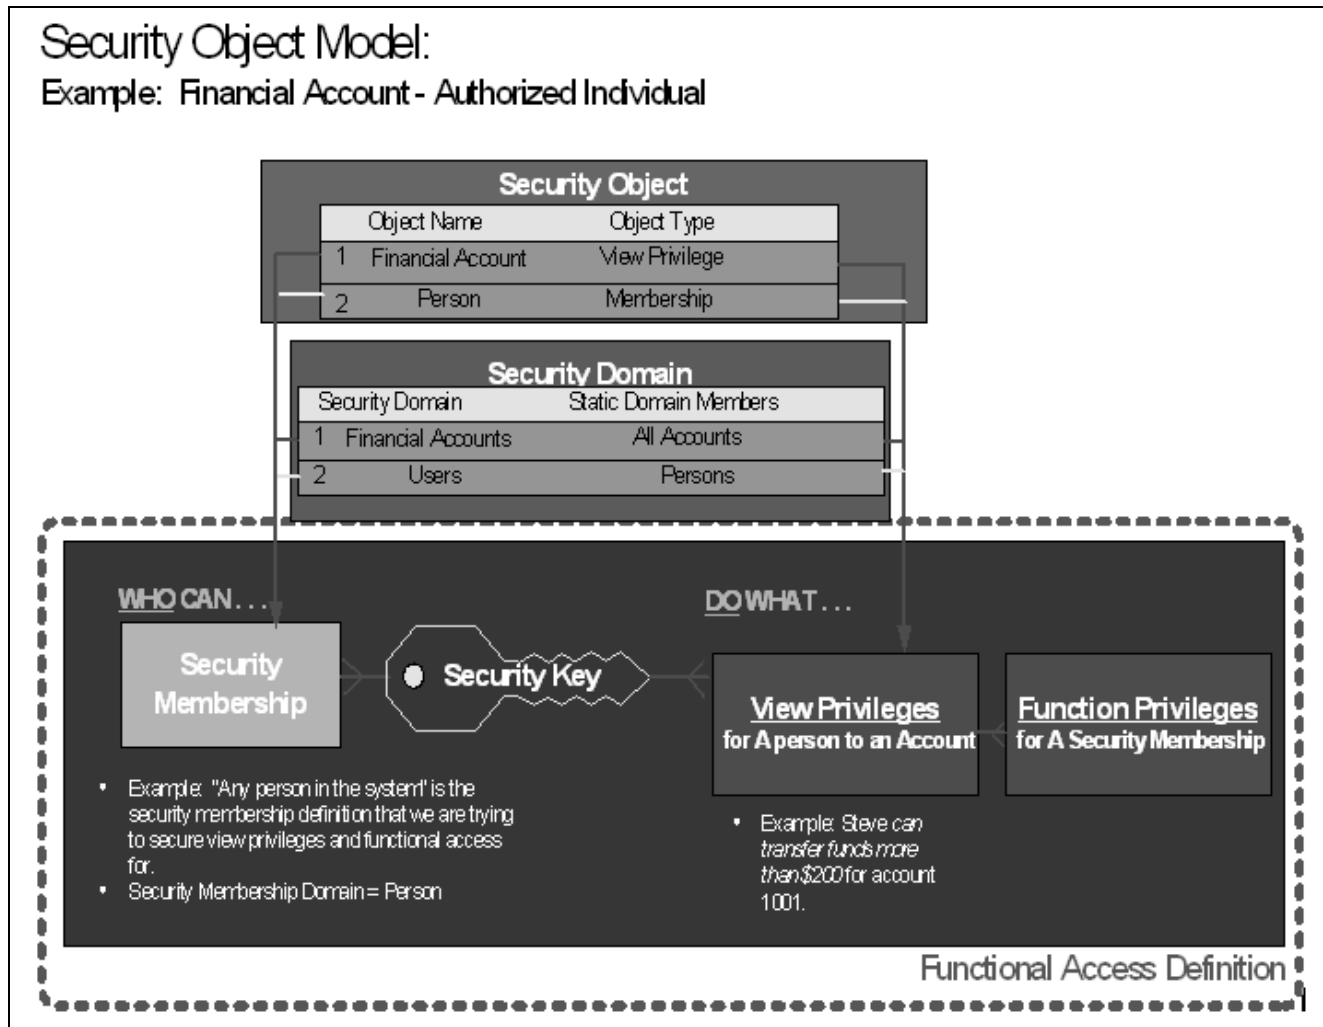 Security Object Model:
Example: Financial Account - Authorized Individual
Security Object
Object Name Object Type
1 Financial Account View Privilege
2 Person Membership
Security Domain
Security Domain Static Domain Members
1 Financial Accounts All Accounts
2 Users Persons
WHO CAN . . .
DO WHAT . . .
Security
Membership
Security Key
View Privileges
for A person to an Account
Function Privileges
for A Security Membership
• Example: "Any person in the system" is the
security membership definition that we are trying
to secure view privileges and functional access
for.
• Security Membership Domain = Person
• Example: Steve can
transfer funds more
than $200 for account
1001.
Functional Access Definition